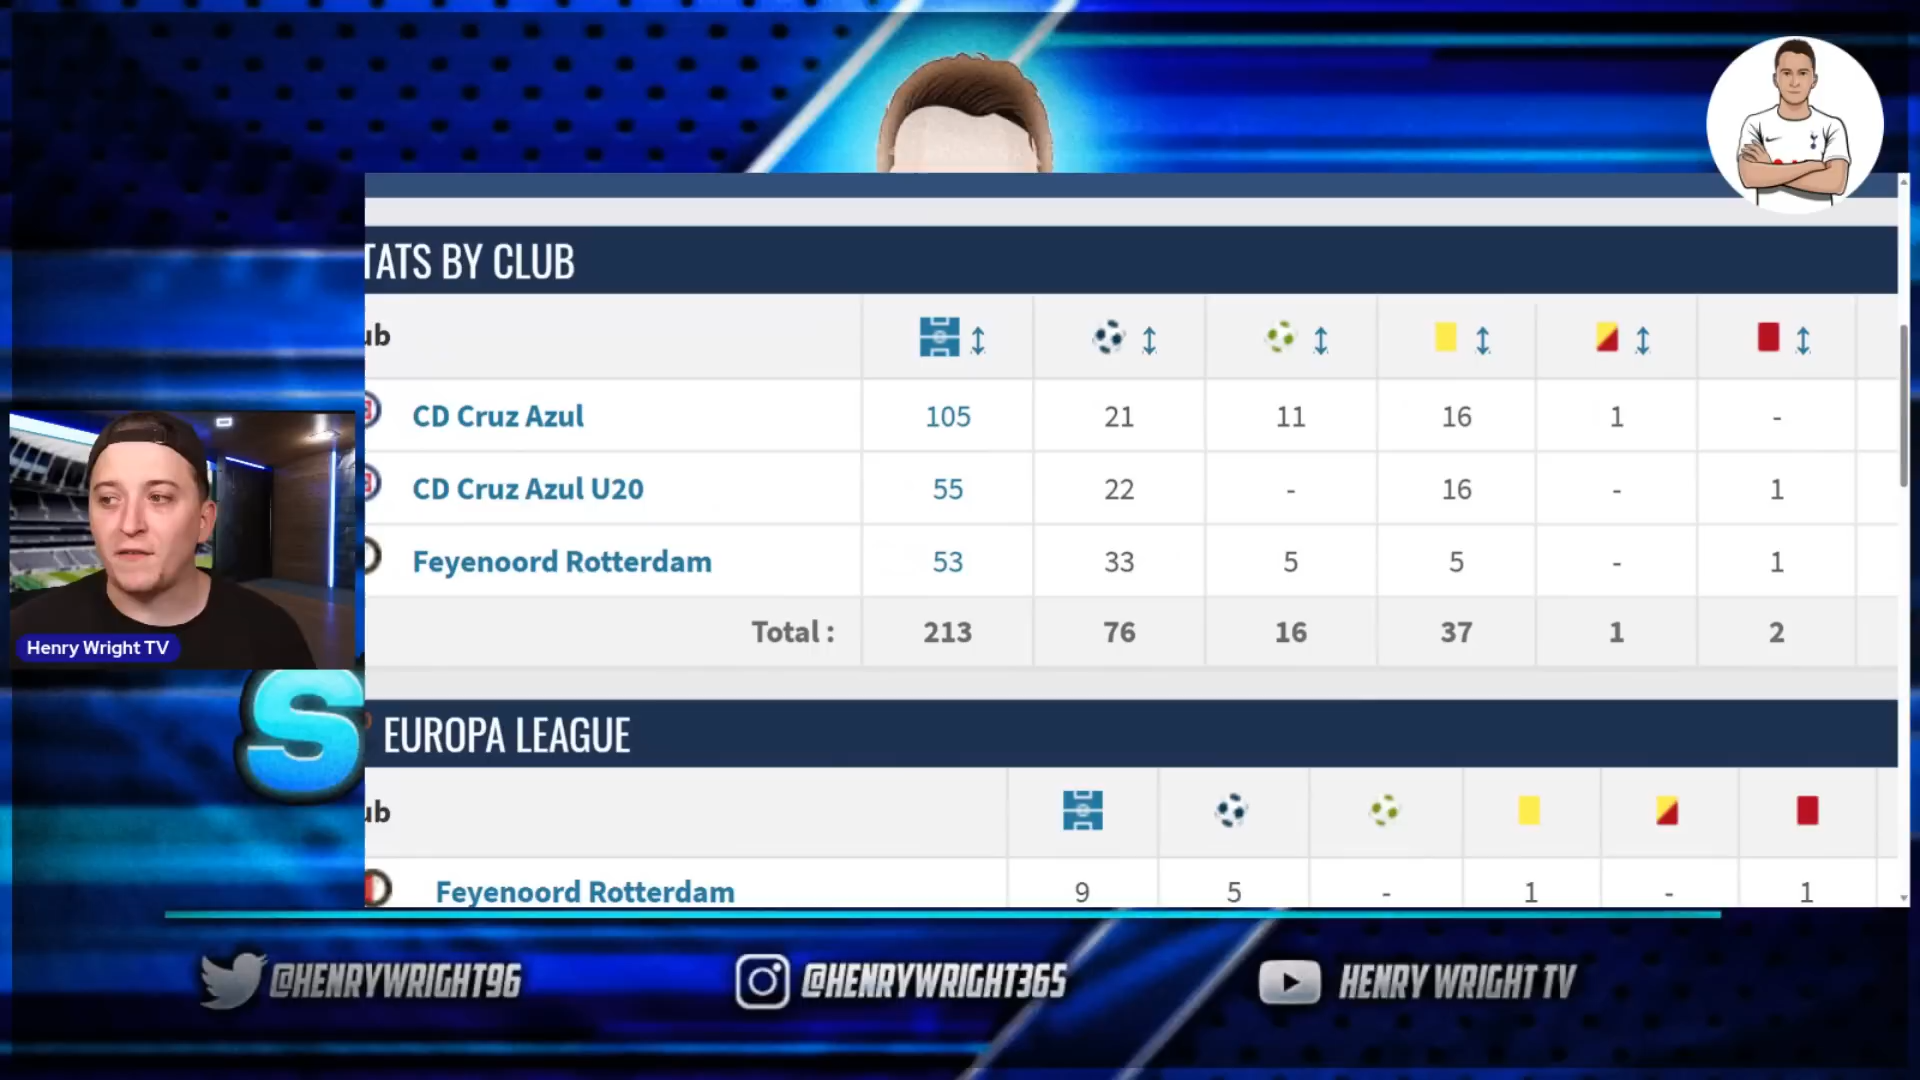 TATS BY CLUB
ub
CD Cruz Azul 105 21 11 16 1 -
CD Cruz Azul U20 55 22 - 16 - 1
Feyenoord Rotterdam 53 33 5 5 - 1
Total : 213 76 16 37 1 2
Henry Wright TV
S
EUROPA LEAGUE
ub
Feyenoord Rotterdam 9 5 - 1 - 1
@HENRYWRIGHT96 @HENRYWRIGHT365 HENRY WRIGHT TV